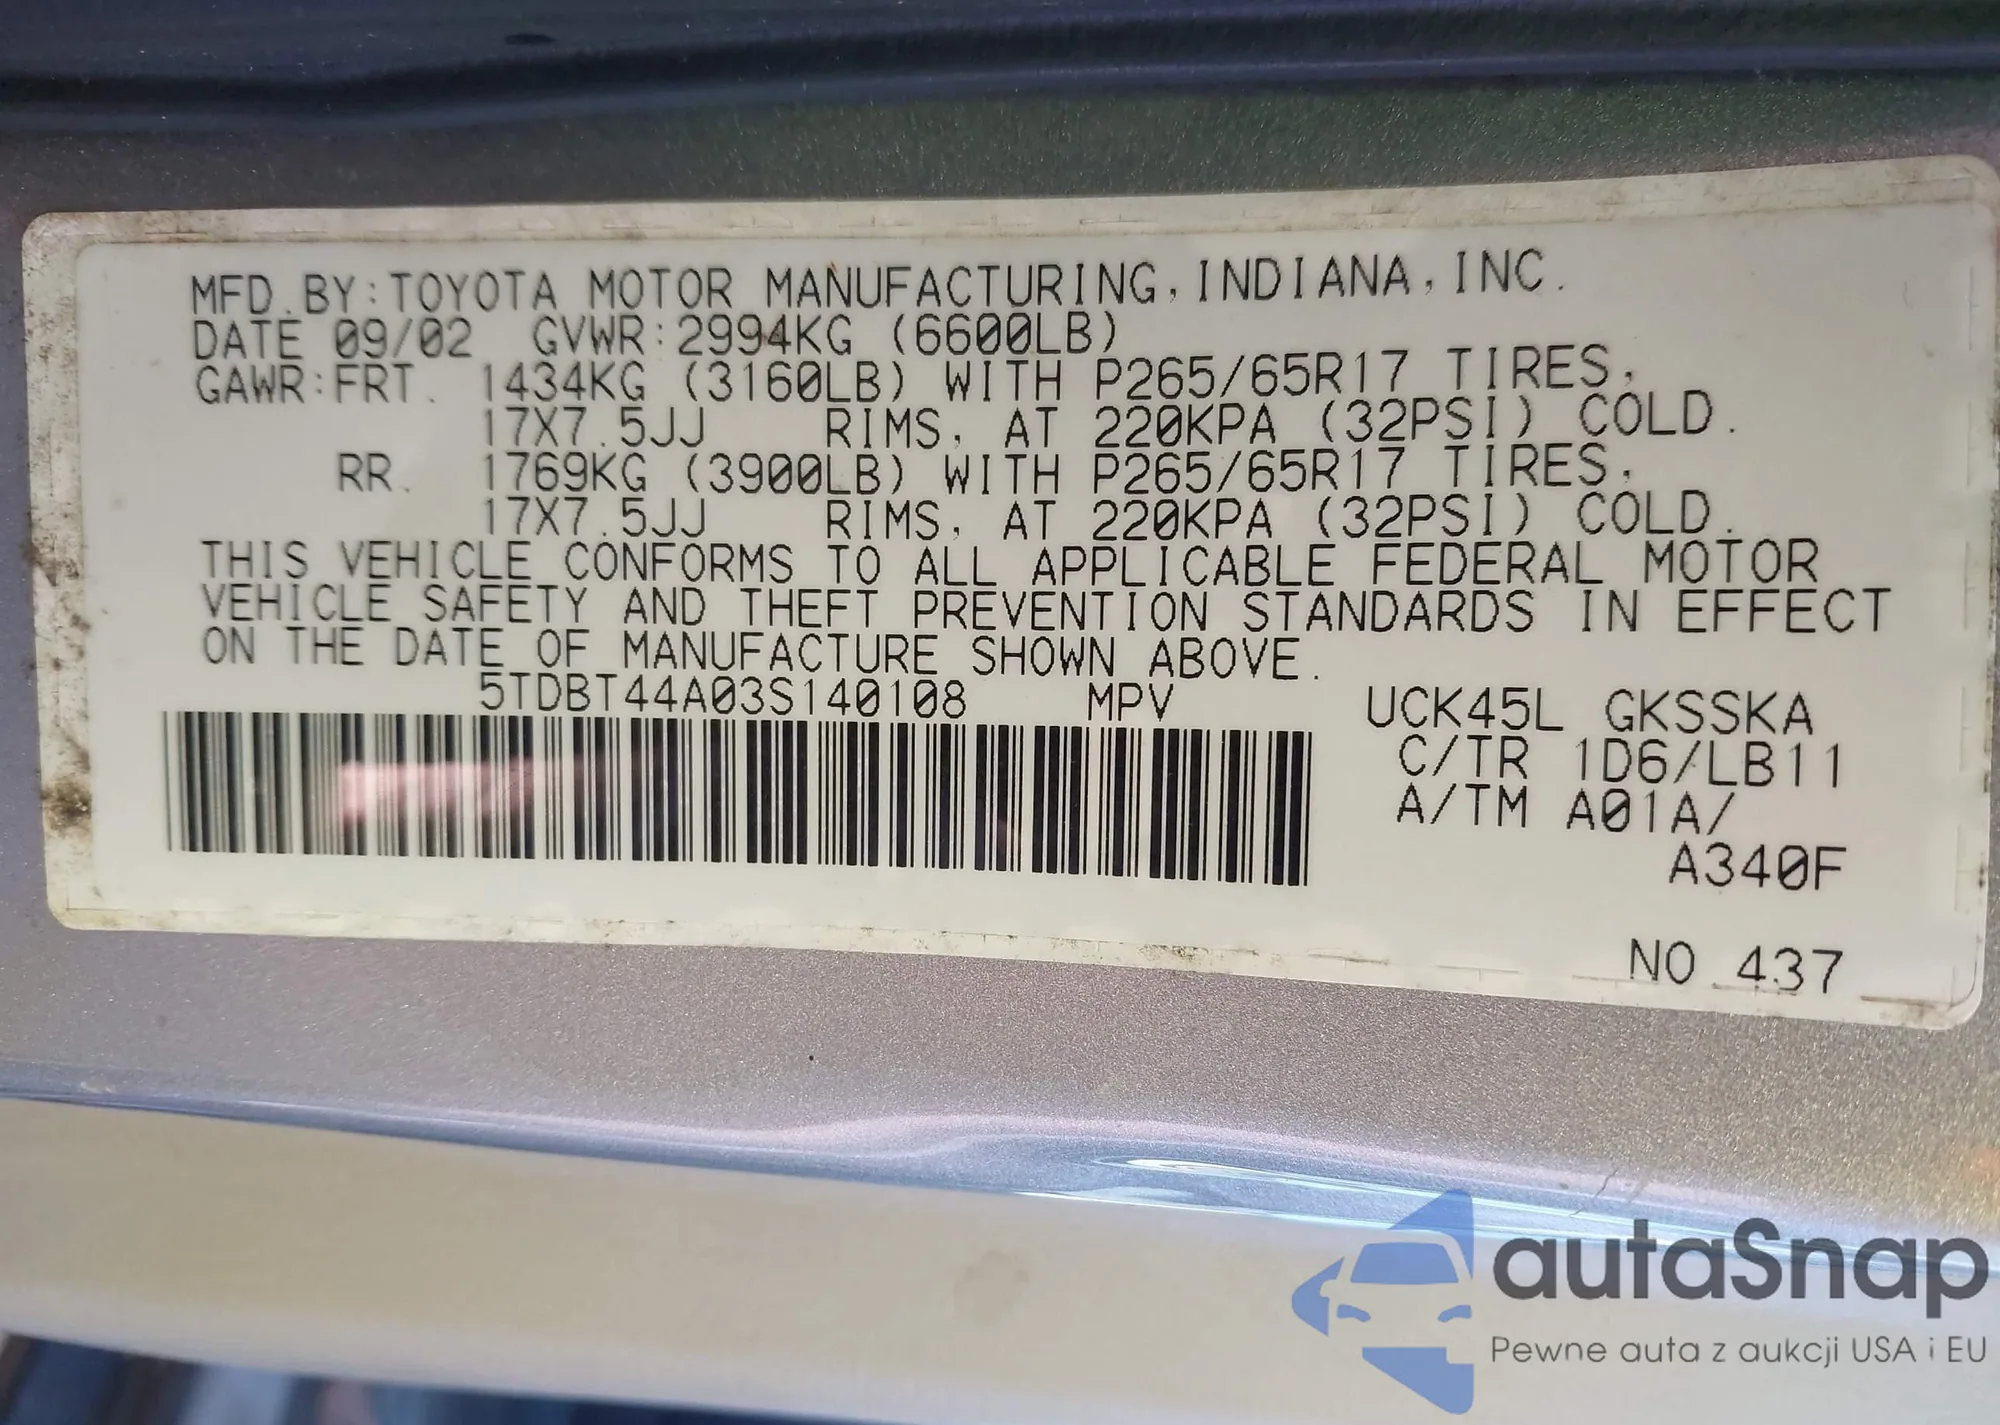 MFD.BY:TOYOTA MOTOR MANUFACTURING,INDIANA,INC.
DATE 09/02 GVWR:2994KG (6600LB)
GAWR:FRT. 1434KG (3160LB) WITH P265/65R17 TIRES,
17X7.5JJ RIMS, AT 220KPA (32PSI) COLD.
RR. 1769KG (3900LB) WITH P265/65R17 TIRES,
17X7.5JJ RIMS, AT 220KPA (32PSI) COLD.
THIS VEHICLE CONFORMS TO ALL APPLICABLE FEDERAL MOTOR
VEHICLE SAFETY AND THEFT PREVENTION STANDARDS IN EFFECT
ON THE DATE OF MANUFACTURE SHOWN ABOVE.
5TDBT44A03S140108 MPV UCK45L GKSSKA
C/TR 1D6/LB11
A/TM A01A/
A340F
NO 437
autaSnap
Pewne auta z aukcji USA i EU